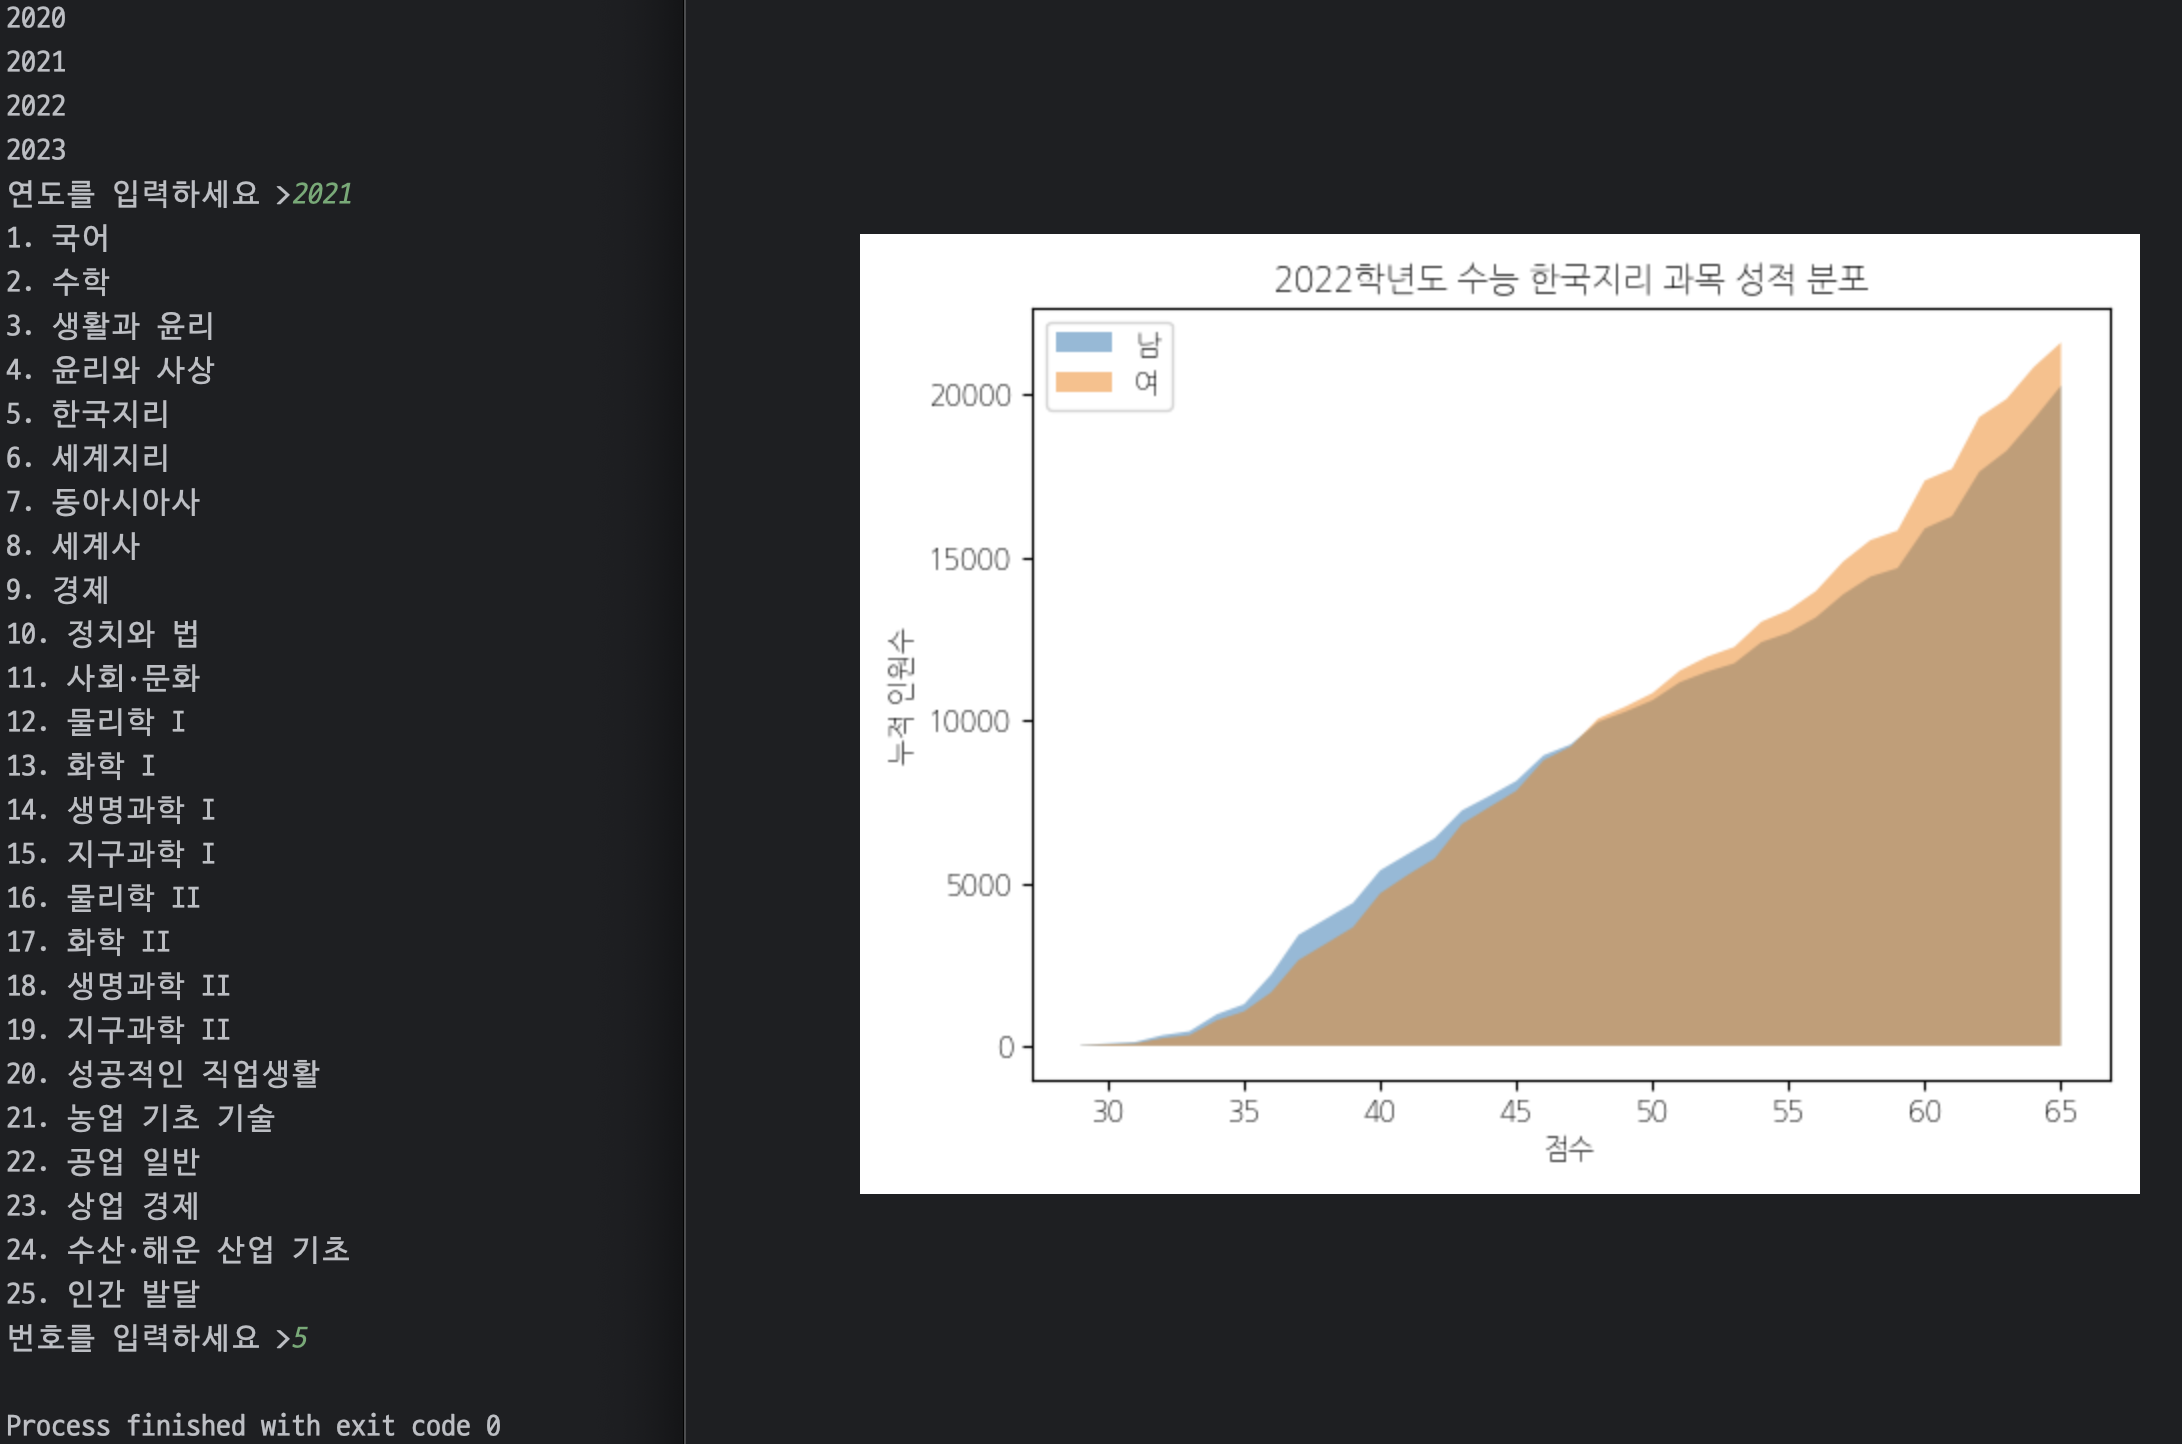 2020
2021
2022
2023
연도를 입력하세요 >2021
1. 국어
2. 수학
3. 생활과 윤리
4. 윤리와 사상
5. 한국지리
6. 세계지리
7. 동아시아사
8. 세계사
9. 경제
10. 정치와 법
11. 사회·문화
12. 물리학 I
13. 화학 I
14. 생명과학 I
15. 지구과학 I
16. 물리학 II
17. 화학 II
18. 생명과학 II
19. 지구과학 II
20. 성공적인 직업생활
21. 농업 기초 기술
22. 공업 일반
23. 상업 경제
24. 수산·해운 산업 기초
25. 인간 발달
번호를 입력하세요 >5
Process finished with exit code 0
2022학년도 수능 한국지리 과목 성적 분포
남
여
누적 인원수
20000
15000
10000
5000
0
30 35 40 45 50 55 60 65
점수